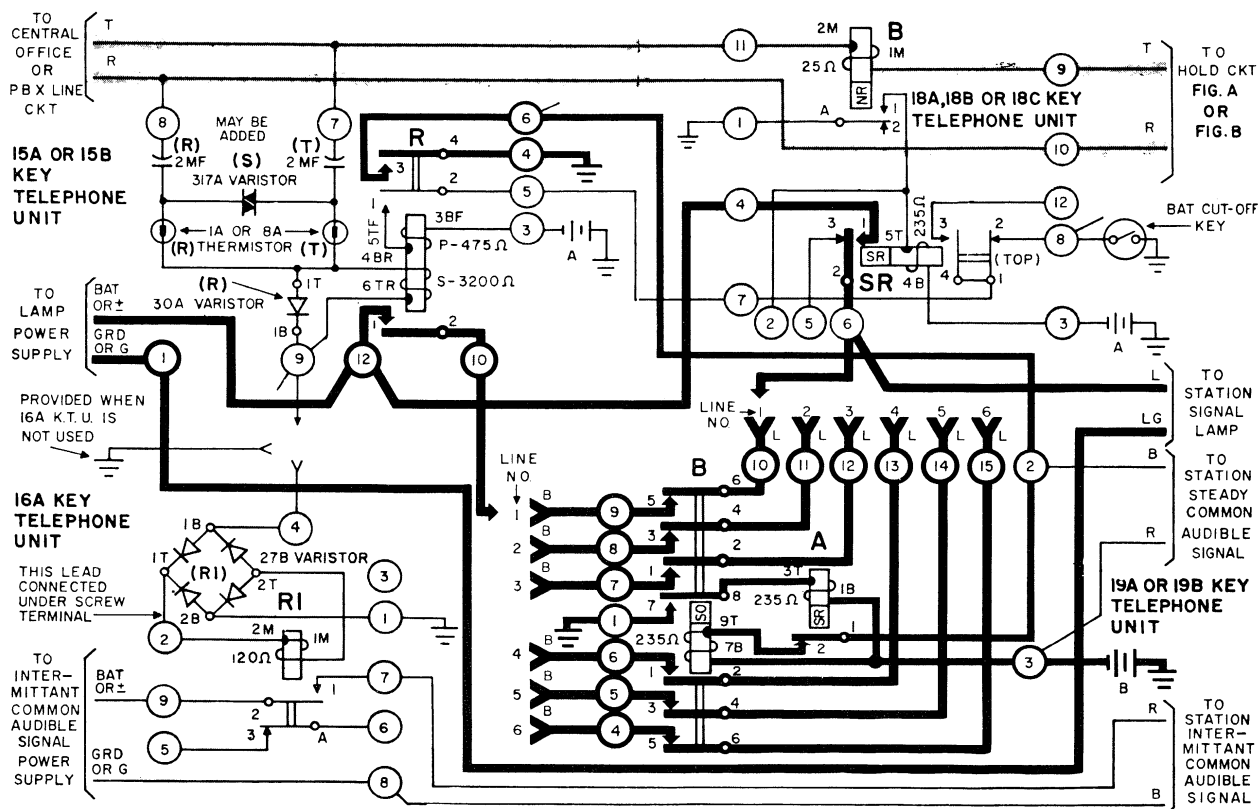 TO
CENTRAL
OFFICE
OR
PBX LINE
CKT
T
R
11
2M
B
1M
25Ω
NR
9
T
R
TO
HOLD CKT
FIG. A
OR
FIG. B
8
MAY BE
ADDED
7
(R)
2MF
(S)
(T)
2 MF
317A VARISTOR
15A OR 15B
KEY
TELEPHONE
UNIT
1A OR 8A
(R) THERMISTOR (T)
6
R
4
3
4
2
5
1
A
1
2
18A, 18B OR 18C KEY
TELEPHONE UNIT
10
3BF
5TF
1
4BR
P-475Ω
3
A
S-3200Ω
6TR
4
3
1
5T
235Ω
SR
2
SR
4B
3
2
(TOP)
4
1
12
8
BAT CUT-OFF
KEY
TO
LAMP
POWER
SUPPLY
BAT
OR ±
GRD
OR G
1
(R)
30A VARISTOR
1T
1B
9
12
1
2
10
7
2
5
6
3
A
PROVIDED WHEN
16A K.T.U. IS
NOT USED
L
LG
TO
STATION
SIGNAL
LAMP
LINE
NO.
1
2
3
4
5
6
L
L
L
L
L
L
10
11
12
13
14
15
2
B
R
TO
STATION
STEADY
COMMON
AUDIBLE
SIGNAL
LINE
NO.
B
1
B
2
B
3
B
4
B
5
B
6
9
8
7
1
6
5
4
B
5
6
3
4
1
2
7
8
A
3T
1B
235Ω
SR
SO
235Ω
9T
7B
1
2
1
2
3
4
5
6
3
B
19A OR 19B KEY
TELEPHONE
UNIT
16A KEY
TELEPHONE
UNIT
1B
4
27B VARISTOR
1T
(R1)
2T
2B
THIS LEAD
CONNECTED
UNDER SCREW
TERMINAL
3
1
2
R1
2M
1M
120Ω
TO
INTER-
MITTANT
COMMON
AUDIBLE
SIGNAL
POWER
SUPPLY
BAT
OR ±
GRD
OR G
9
5
2
3
1
A
7
6
8
R
B
TO
STATION
INTER-
MITTANT
COMMON
AUDIBLE
SIGNAL